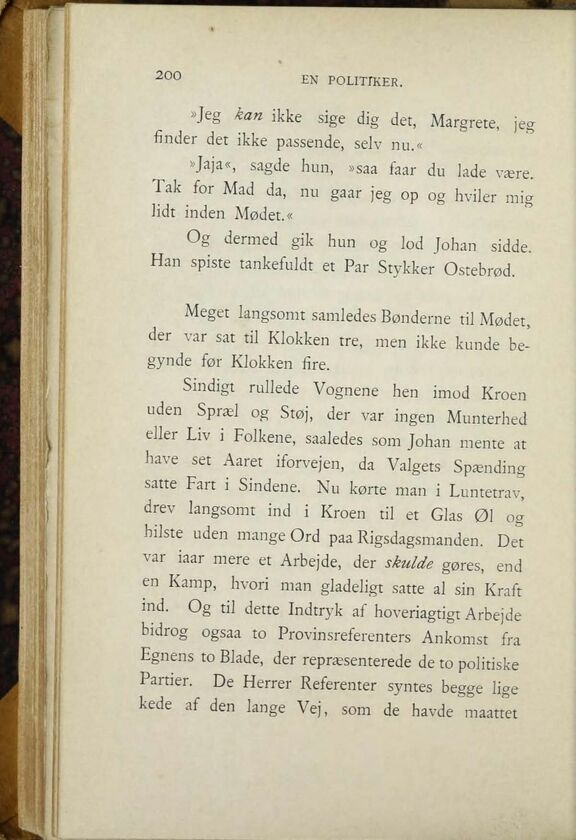 200
EN POLITIKER.
»Jeg kan ikke sige dig det, Margrete, jeg
finder det ikke passende, selv nu.«
»Jaja«, sagde hun, »saa faar du lade være.
Tak for Mad da, nu gaar jeg op og hviler mig
lidt inden Mødet.«
Og dermed gik hun og lod Johan sidde.
Han spiste tankefuldt et Par Stykker Ostebrød.
Meget langsomt samledes Bønderne til Mødet,
der var sat til Klokken tre, men ikke kunde be-
gynde før Klokken fire.
Sindigt rullede Vognene hen imod Kroen
uden Spræl og Støj, der var ingen Munterhed
eller Liv i Folkene, saaledes som Johan mente at
have set Aaret iforvejen, da Valgets Spænding
satte Fart i Sindene. Nu kørte man i Luntetrav,
drev langsomt ind i Kroen til et Glas Øl og
hilste uden mange Ord paa Rigsdagsmanden. Det
var iaar mere et Arbejde, der skulde gøres, end
en Kamp, hvori man gladeligt satte al sin Kraft
ind. Og til dette Indtryk af hoveriagtigt Arbejde
bidrog ogsaa to Provinsreferenters Ankomst fra
Egnens to Blade, der repræsenterede de to politiske
Partier. De Herrer Referenter syntes begge lige
kede af den lange Vej, som de havde maattet